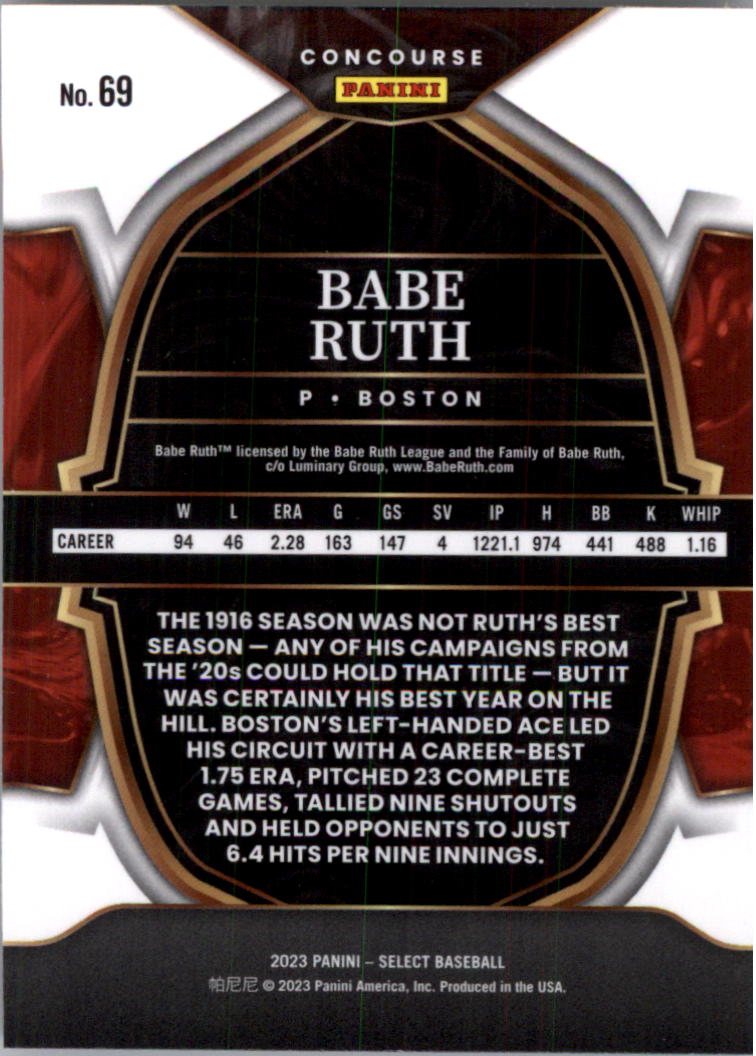 CONCOURSE
PANINI
No. 69
BABE
RUTH
P • BOSTON
Babe Ruth™ licensed by the Babe Ruth League and the Family of Babe Ruth,
c/o Luminary Group, www.BabeRuth.com
W L ERA G GS SV IP H BB K WHIP
CAREER 94 46 2.28 163 147 4 1221.1 974 441 488 1.16
THE 1916 SEASON WAS NOT RUTH'S BEST
SEASON — ANY OF HIS CAMPAIGNS FROM
THE '20s COULD HOLD THAT TITLE — BUT IT
WAS CERTAINLY HIS BEST YEAR ON THE
HILL. BOSTON'S LEFT-HANDED ACE LED
HIS CIRCUIT WITH A CAREER-BEST
1.75 ERA, PITCHED 23 COMPLETE
GAMES, TALLIED NINE SHUTOUTS
AND HELD OPPONENTS TO JUST
6.4 HITS PER NINE INNINGS.
2023 PANINI – SELECT BASEBALL
帕尼尼 © 2023 Panini America, Inc. Produced in the USA.